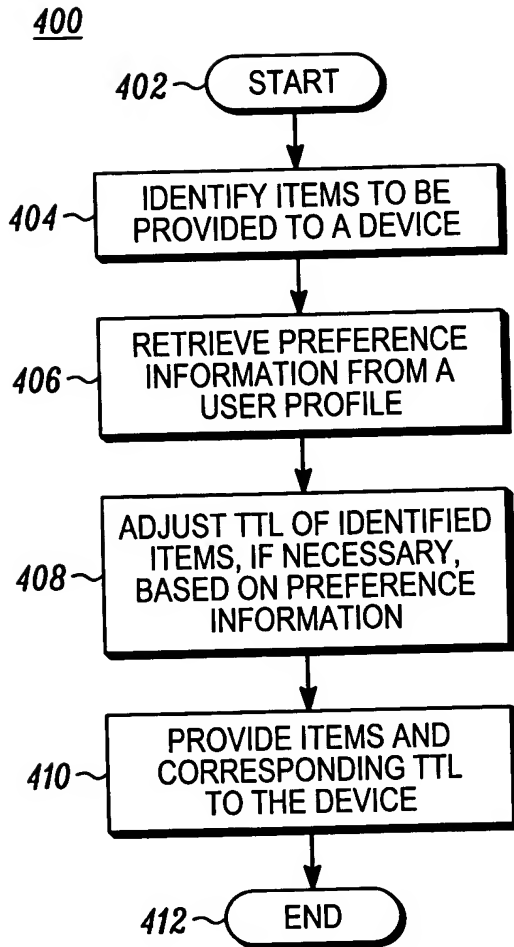 400
402
START
404
IDENTIFY ITEMS TO BE
PROVIDED TO A DEVICE
406
RETRIEVE PREFERENCE
INFORMATION FROM A
USER PROFILE
408
ADJUST TTL OF IDENTIFIED
ITEMS, IF NECESSARY,
BASED ON PREFERENCE
INFORMATION
410
PROVIDE ITEMS AND
CORRESPONDING TTL
TO THE DEVICE
412
END